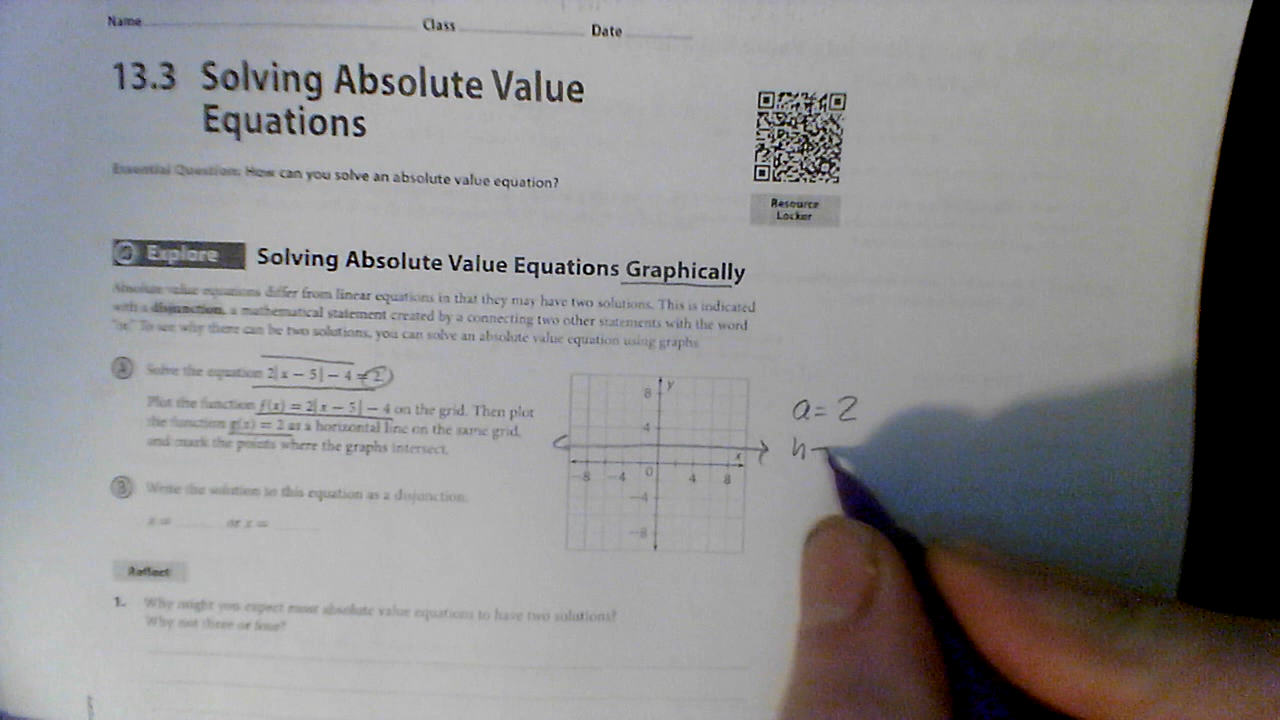 Name Class Date
13.3 Solving Absolute Value
Equations
Essential Question: How can you solve an absolute value equation?
Resource
Locker
Explore Solving Absolute Value Equations Graphically
Absolute value equations differ from linear equations in that they may have two solutions. This is indicated
with a disjunction, a mathematical statement created by a connecting two other statements with the word
"or." To see why there can be two solutions, you can solve an absolute value equation using graphs.
A Solve the equation 2|x − 5| − 4 = 2.
Plot the function f(x) = 2|x − 5| − 4 on the grid. Then plot
the function g(x) = 2 as a horizontal line on the same grid,
and mark the points where the graphs intersect.
8 y
4
x
−8 −4 0 4 8
−4
−8
a = 2
h
B Write the solution to this equation as a disjunction.
x = or x =
Reflect
1. Why might you expect most absolute value equations to have two solutions?
Why not three or four?